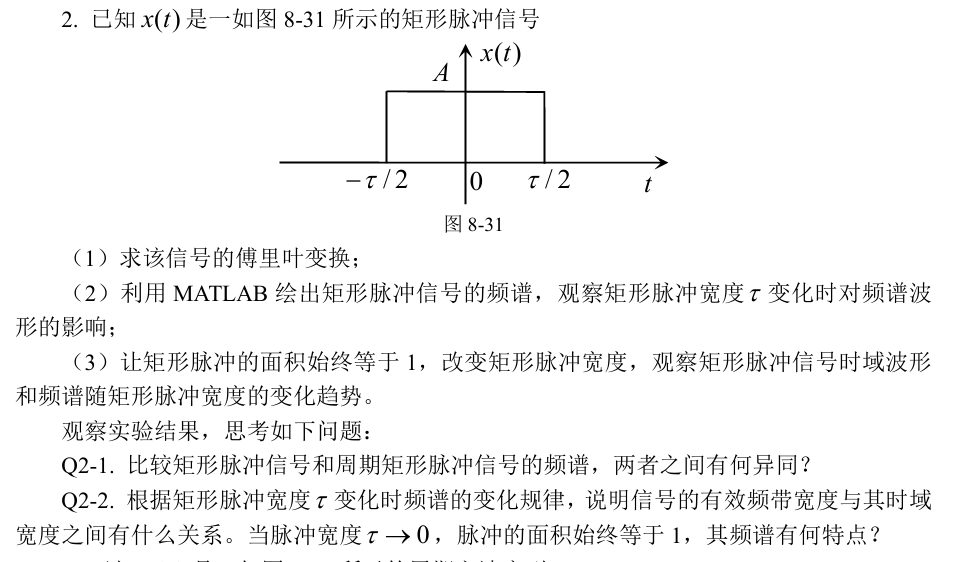 2. 已知 x(t) 是一如图 8-31 所示的矩形脉冲信号
x(t)
A
−τ / 2
0
τ / 2
t
图 8-31
（1）求该信号的傅里叶变换；
（2）利用 MATLAB 绘出矩形脉冲信号的频谱，观察矩形脉冲宽度 τ 变化时对频谱波
形的影响；
（3）让矩形脉冲的面积始终等于 1，改变矩形脉冲宽度，观察矩形脉冲信号时域波形
和频谱随矩形脉冲宽度的变化趋势。
观察实验结果，思考如下问题：
Q2-1. 比较矩形脉冲信号和周期矩形脉冲信号的频谱，两者之间有何异同？
Q2-2. 根据矩形脉冲宽度 τ 变化时频谱的变化规律，说明信号的有效频带宽度与其时域
宽度之间有什么关系。当脉冲宽度 τ → 0，脉冲的面积始终等于 1，其频谱有何特点？